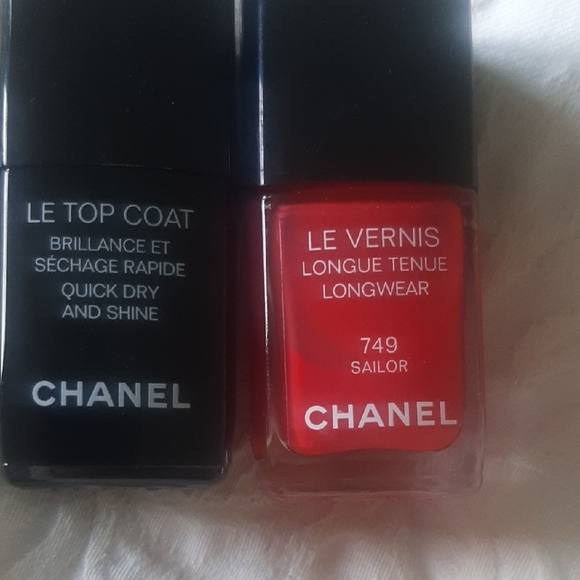 LE TOP COAT
BRILLANCE ET
SÉCHAGE RAPIDE
QUICK DRY
AND SHINE
CHANEL
LE VERNIS
LONGUE TENUE
LONGWEAR
749
SAILOR
CHANEL